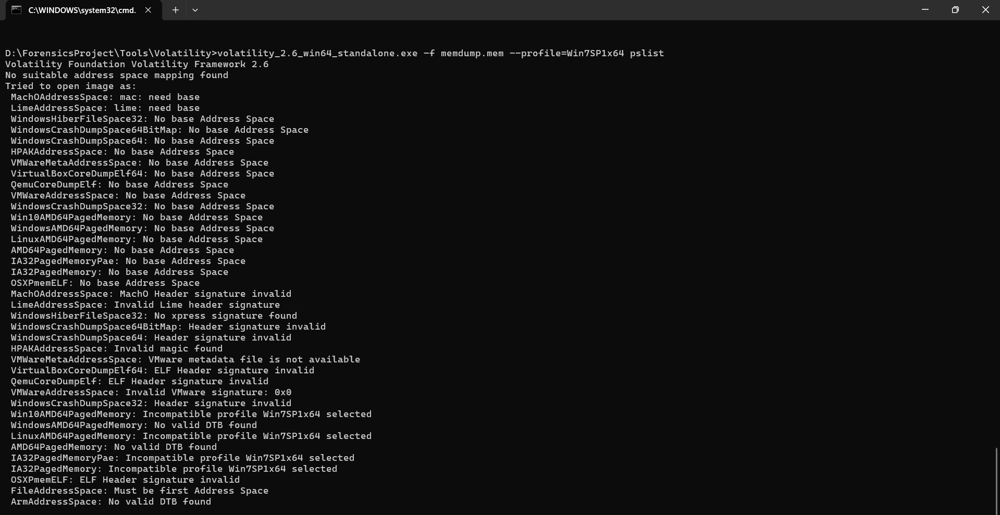 C:\WINDOWS\system32\cmd.
D:\ForensicsProject\Tools\Volatility>volatility_2.6_win64_standalone.exe -f memdump.mem --profile=Win7SP1x64 pslist
Volatility Foundation Volatility Framework 2.6
No suitable address space mapping found
Tried to open image as:
 MachOAddressSpace: mac: need base
 LimeAddressSpace: lime: need base
 WindowsHiberFileSpace32: No base Address Space
 WindowsCrashDumpSpace64BitMap: No base Address Space
 WindowsCrashDumpSpace64: No base Address Space
 HPAKAddressSpace: No base Address Space
 VMWareMetaAddressSpace: No base Address Space
 VirtualBoxCoreDumpElf64: No base Address Space
 QemuCoreDumpElf: No base Address Space
 VMWareAddressSpace: No base Address Space
 WindowsCrashDumpSpace32: No base Address Space
 Win10AMD64PagedMemory: No base Address Space
 WindowsAMD64PagedMemory: No base Address Space
 LinuxAMD64PagedMemory: No base Address Space
 AMD64PagedMemory: No base Address Space
 IA32PagedMemoryPae: No base Address Space
 IA32PagedMemory: No base Address Space
 OSXPmemELF: No base Address Space
 MachOAddressSpace: MachO Header signature invalid
 LimeAddressSpace: Invalid Lime header signature
 WindowsHiberFileSpace32: No xpress signature found
 WindowsCrashDumpSpace64BitMap: Header signature invalid
 WindowsCrashDumpSpace64: Header signature invalid
 HPAKAddressSpace: Invalid magic found
 VMWareMetaAddressSpace: VMware metadata file is not available
 VirtualBoxCoreDumpElf64: ELF Header signature invalid
 QemuCoreDumpElf: ELF Header signature invalid
 VMWareAddressSpace: Invalid VMware signature: 0x0
 WindowsCrashDumpSpace32: Header signature invalid
 Win10AMD64PagedMemory: Incompatible profile Win7SP1x64 selected
 WindowsAMD64PagedMemory: No valid DTB found
 LinuxAMD64PagedMemory: Incompatible profile Win7SP1x64 selected
 AMD64PagedMemory: No valid DTB found
 IA32PagedMemoryPae: Incompatible profile Win7SP1x64 selected
 IA32PagedMemory: Incompatible profile Win7SP1x64 selected
 OSXPmemELF: ELF Header signature invalid
 FileAddressSpace: Must be first Address Space
 ArmAddressSpace: No valid DTB found